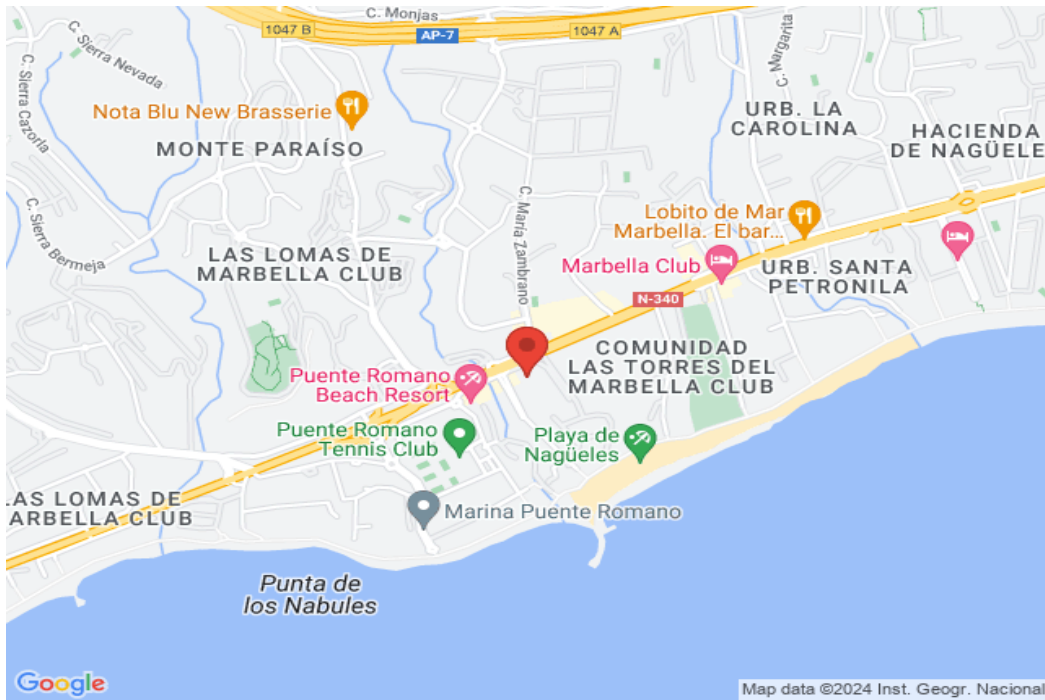 C. Monjas
1047 B
AP-7
1047 A
C. Sierra Nevada
C. Sierra Cazorla
C. Margarita
Nota Blu New Brasserie
MONTE PARAÍSO
URB. LA
CAROLINA
HACIENDA
DE NAGÜELE
C. Sierra Bermeja
C. María Zambrano
Lobito de Mar
Marbella. El bar...
LAS LOMAS DE
MARBELLA CLUB
Marbella Club
URB. SANTA
PETRONILA
N-340
COMUNIDAD
LAS TORRES DEL
MARBELLA CLUB
Puente Romano
Beach Resort
Puente Romano
Tennis Club
Playa de
Nagüeles
LAS LOMAS DE
ARBELLA CLUB
Marina Puente Romano
Punta de
los Nabules
Google
Map data ©2024 Inst. Geogr. Nacional